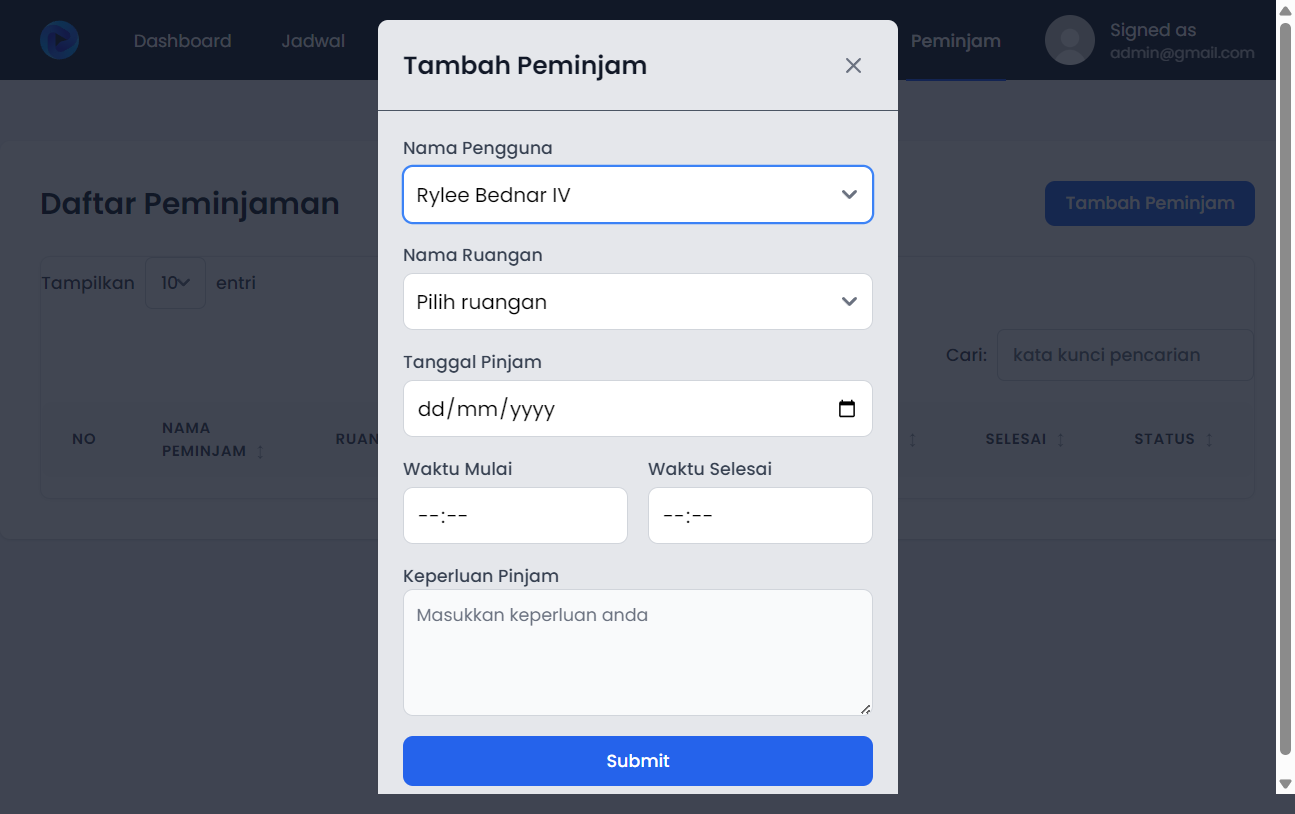 Dashboard
Jadwal
Peminjam
Signed as
admin@gmail.com
Tambah Peminjam
Daftar Peminjaman
Tambah Peminjam
Nama Pengguna
Rylee Bednar IV
Nama Ruangan
Pilih ruangan
Tampilkan 10 entri
Cari: kata kunci pencarian
Tanggal Pinjam
dd/mm/yyyy
NO
NAMA
PEMINJAM
RUAN
SELESAI
STATUS
Waktu Mulai
Waktu Selesai
--:--
--:--
Keperluan Pinjam
Masukkan keperluan anda
Submit